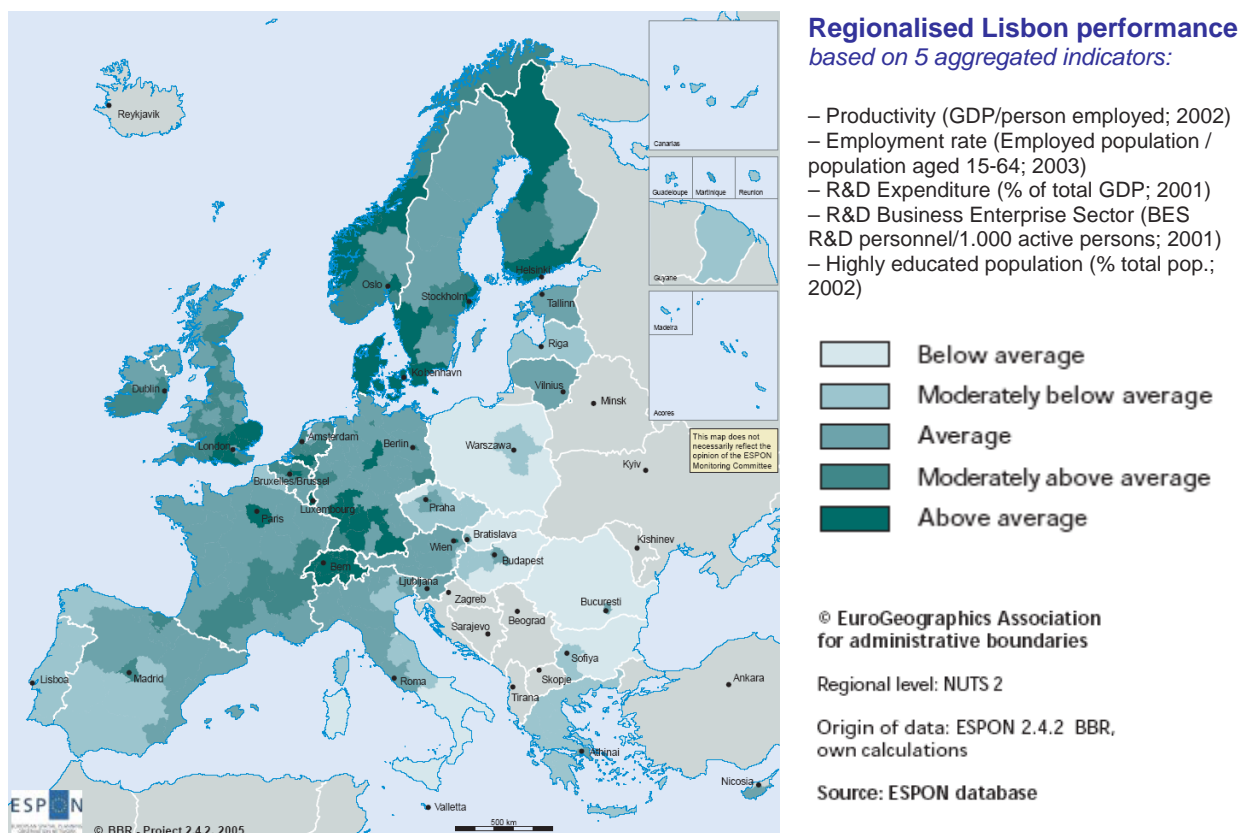 Regionalised Lisbon performance
based on 5 aggregated indicators:
– Productivity (GDP/person employed; 2002)
– Employment rate (Employed population /
population aged 15-64; 2003)
– R&D Expenditure (% of total GDP; 2001)
– R&D Business Enterprise Sector (BES
R&D personnel/1.000 active persons; 2001)
– Highly educated population (% total pop.;
2002)
Below average
Moderately below average
Average
Moderately above average
Above average
© EuroGeographics Association
for administrative boundaries
Regional level: NUTS 2
Origin of data: ESPON 2.4.2 BBR,
own calculations
Source: ESPON database
Reykjavik
Canarias
Guadeloupe
Martinique
Reunion
Guyane
Madeira
Acores
This map does not
necessarily reflect the
opinion of the ESPON
Monitoring Committee
Helsinki
Oslo
Stockholm
Tallinn
Riga
Dublin
København
Vilnius
Minsk
London
Amsterdam
Berlin
Warszawa
Bruxelles/Brussel
Kyiv
Luxembourg
Praha
Paris
Wien
Bratislava
Budapest
Kishinev
Bern
Ljubljana
Zagreb
Bucuresti
Beograd
Sarajevo
Sofiya
Lisboa
Madrid
Roma
Skopje
Tirana
Ankara
Athinai
Nicosia
Valletta
ESPON
© BBR - Project 2.4.2, 2005
500 km